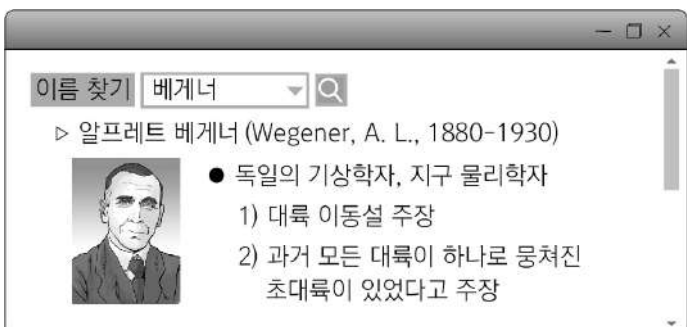 이름 찾기 베게너
▷ 알프레트 베게너 (Wegener, A. L., 1880-1930)
● 독일의 기상학자, 지구 물리학자
1) 대륙 이동설 주장
2) 과거 모든 대륙이 하나로 뭉쳐진
초대륙이 있었다고 주장